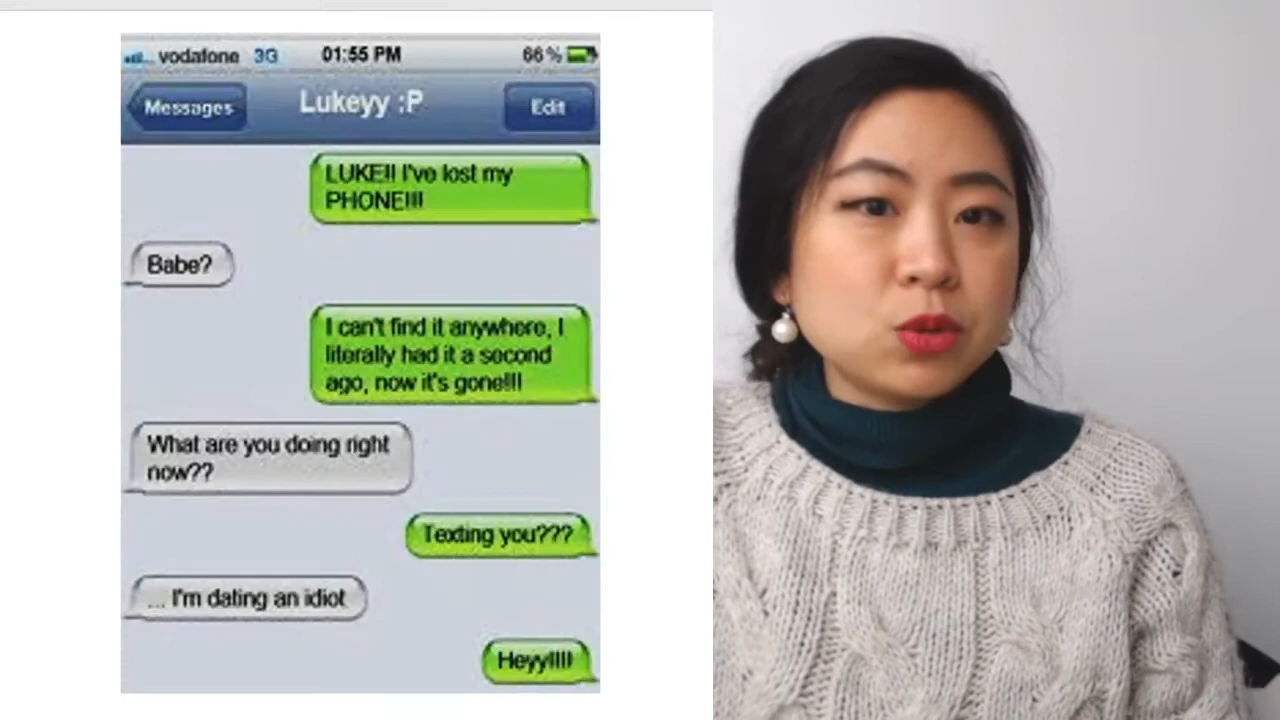 vodafone 3G 01:55 PM 66%
Messages Lukeyy :P Edit
LUKE!! I've lost my
PHONE!!!
Babe?
I can't find it anywhere, I
literally had it a second
ago, now it's gone!!!
What are you doing right
now??
Texting you???
... I'm dating an idiot
Heyy!!!!